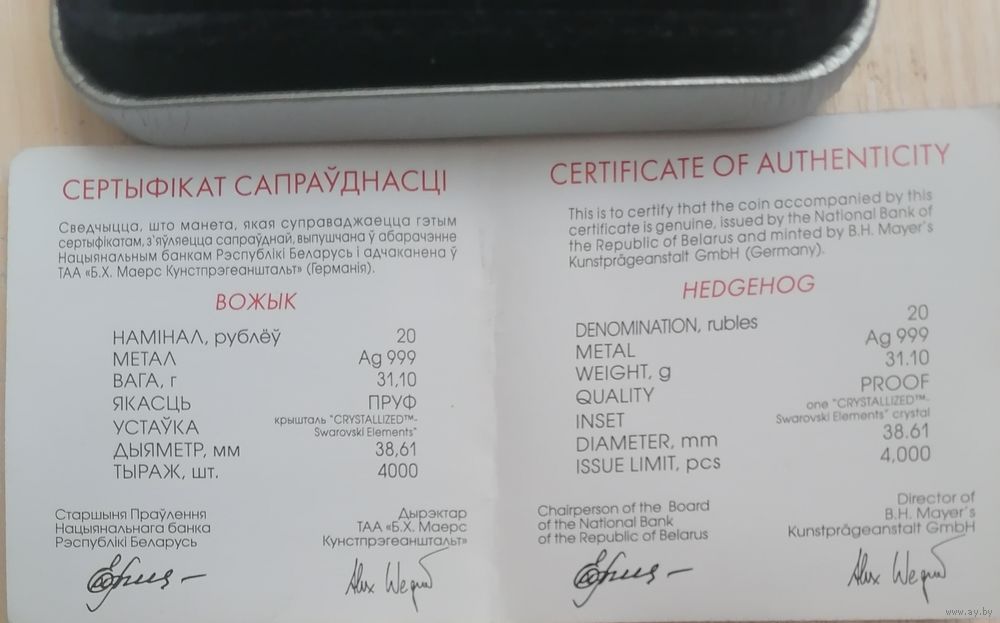 СЕРТЫФІКАТ САПРАЎДНАСЦІ
Сведчыцца, што манета, якая суправаджаецца гэтым
сертыфікатам, з'яўляецца сапраўднай, выпушчана ў абарачэнне
Нацыянальным банкам Рэспублікі Беларусь і адчаканена ў
ТАА «Б.Х. Маерс Кунстпрэгеанштальт» (Германія).
ВОЖЫК
НАМІНАЛ, рублёў 20
МЕТАЛ Ag 999
ВАГА, г 31,10
ЯКАСЦЬ ПРУФ
УСТАЎКА крышталь "CRYSTALLIZED™-
Swarovski Elements"
ДЫЯМЕТР, мм 38,61
ТЫРАЖ, шт. 4000
Старшыня Праўлення
Нацыянальнага банка
Рэспублікі Беларусь
Дырэктар
ТАА «Б.Х. Маерс
Кунстпрэгеанштальт»
CERTIFICATE OF AUTHENTICITY
This is to certify that the coin accompanied by this
certificate is genuine, issued by the National Bank of
the Republic of Belarus and minted by B.H. Mayer's
Kunstprägeanstalt GmbH (Germany).
HEDGEHOG
DENOMINATION, rubles 20
METAL Ag 999
WEIGHT, g 31.10
QUALITY PROOF
INSET one "CRYSTALLIZED™-
Swarovski Elements" crystal
DIAMETER, mm 38.61
ISSUE LIMIT, pcs 4,000
Chairperson of the Board
of the National Bank
of the Republic of Belarus
Director of
B.H. Mayer's
Kunstprägeanstalt GmbH
www.ay.by